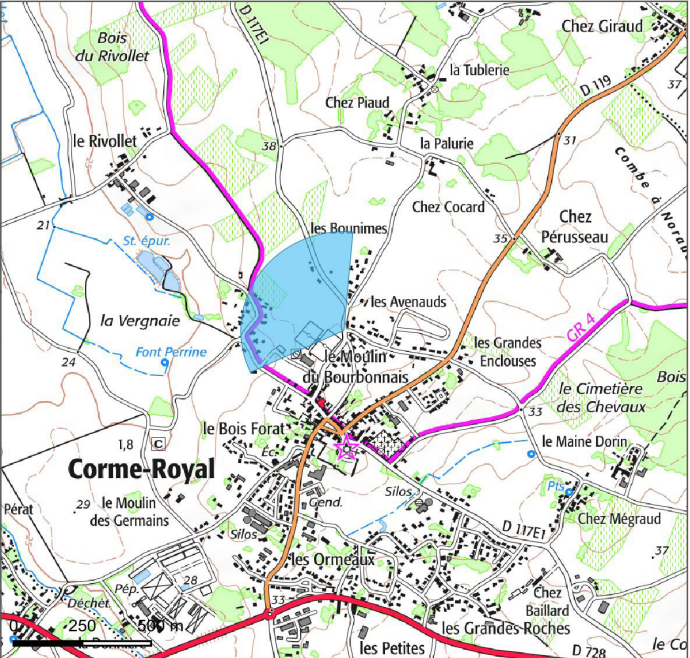 D 117E1
Chez Giraud
Bois
du Rivollet
la Tublerie
D 119
37
Chez Piaud
31
le Rivollet
38
la Palurie
Combe à
Chez Cocard
Chez
Pérusseau
21
les Bounimes
35
St. épur.
les Avenauds
GR 4
la Vergnaie
les Grandes
Enclouses
Font Perrine
24
le Moulin
du Bourbonnais
Bois
le Cimetière
des Chevaux
33
le Bois Forat
1,8
C
le Maine Dorin
Éc.
Corme-Royal
Silos
Pts
Gend.
29
le Moulin
des Germains
Pérat
D 117E1
Chez Mégraud
Silos
37
les Ormeaux
28
Pép.
Déchet.
Chez
Baillard
33
0
250
500 m
les Grandes Roches
le Co
les Petites
D 728